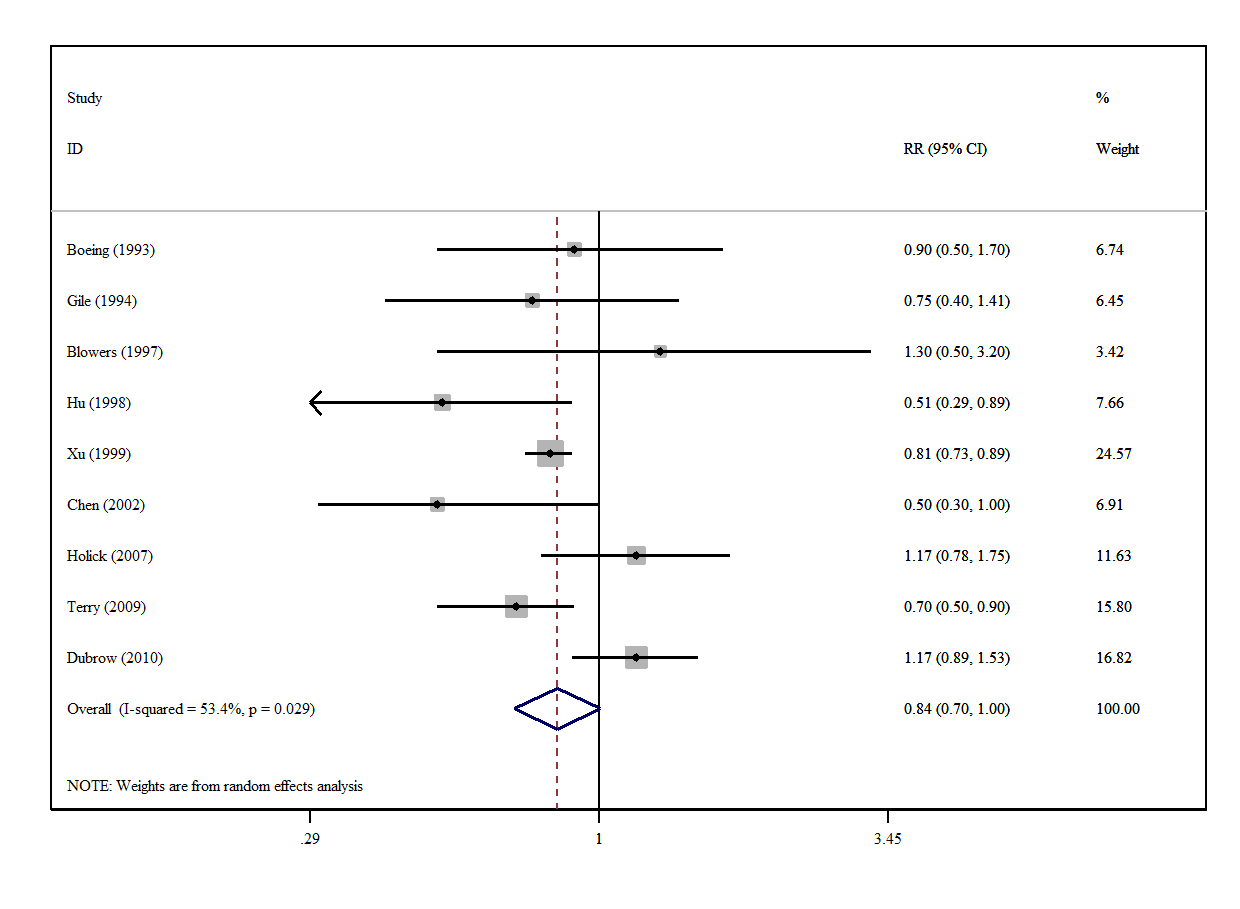 Study %
ID RR (95% CI) Weight
Boeing (1993) 0.90 (0.50, 1.70) 6.74
Gile (1994) 0.75 (0.40, 1.41) 6.45
Blowers (1997) 1.30 (0.50, 3.20) 3.42
Hu (1998) 0.51 (0.29, 0.89) 7.66
Xu (1999) 0.81 (0.73, 0.89) 24.57
Chen (2002) 0.50 (0.30, 1.00) 6.91
Holick (2007) 1.17 (0.78, 1.75) 11.63
Terry (2009) 0.70 (0.50, 0.90) 15.80
Dubrow (2010) 1.17 (0.89, 1.53) 16.82
Overall (I-squared = 53.4%, p = 0.029) 0.84 (0.70, 1.00) 100.00
NOTE: Weights are from random effects analysis
.29 1 3.45